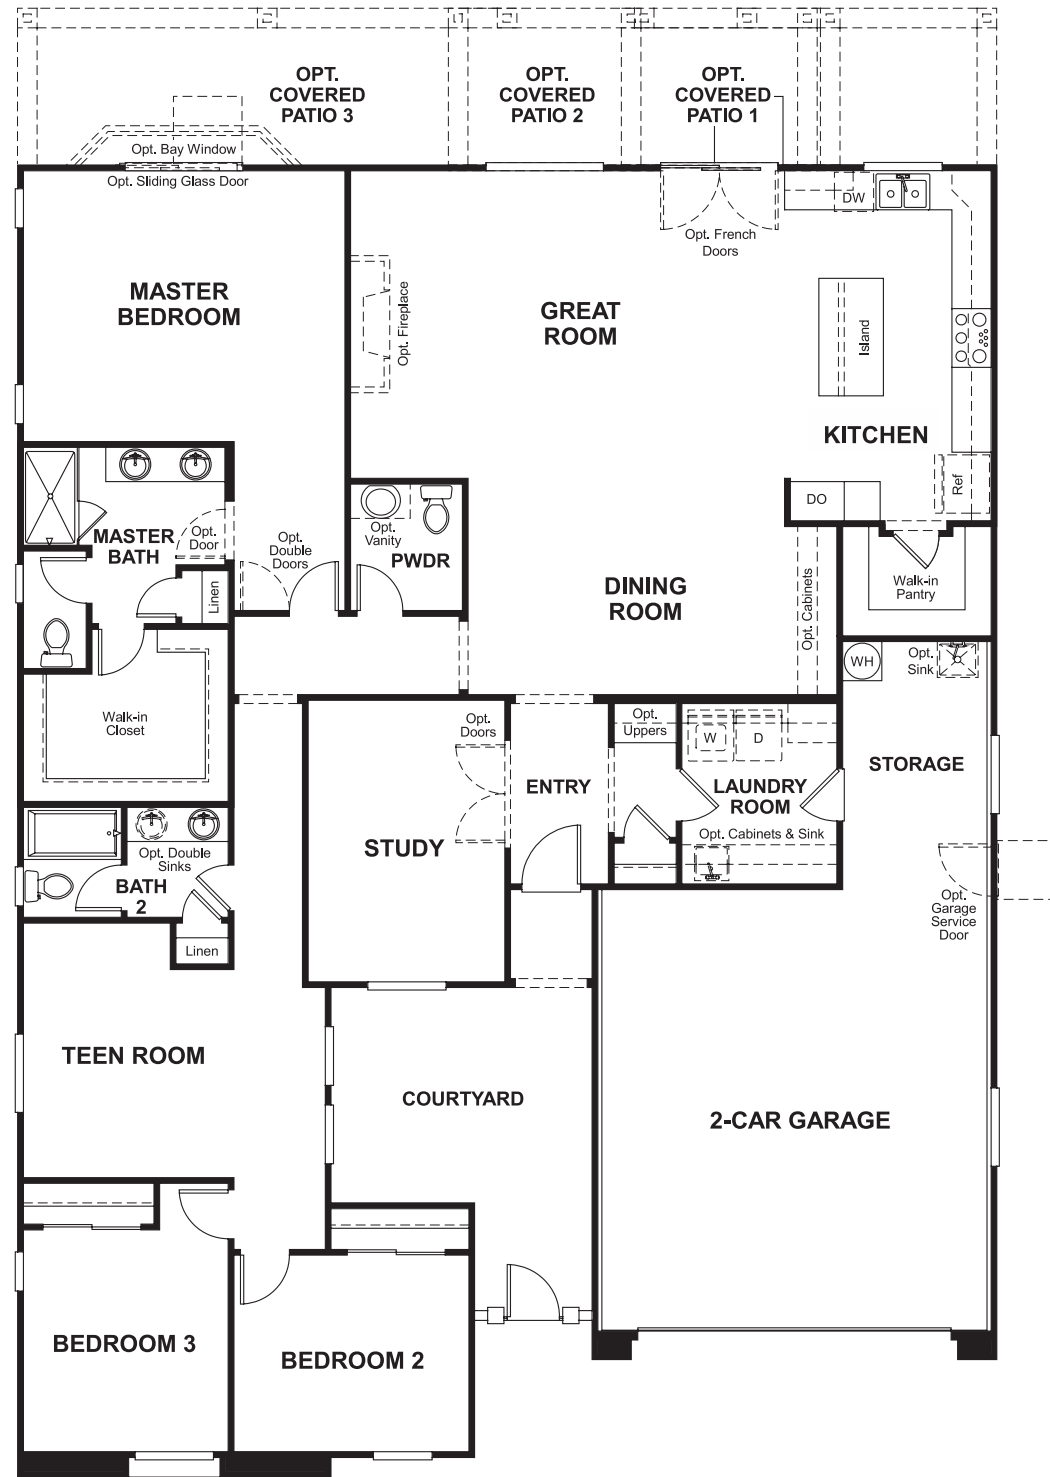 OPT.
COVERED
PATIO 3
OPT.
COVERED
PATIO 2
OPT.
COVERED
PATIO 1
Opt. Bay Window
Opt. Sliding Glass Door
DW
Opt. French
Doors
MASTER
BEDROOM
Opt. Fireplace
GREAT
ROOM
Island
KITCHEN
Ref
DO
MASTER
BATH
Opt.
Door
Opt.
Double
Doors
Opt.
Vanity
PWDR
Linen
DINING
ROOM
Opt. Cabinets
Walk-in
Pantry
WH
Opt.
Sink
Walk-in
Closet
Opt.
Doors
ENTRY
Opt.
Uppers
W
D
LAUNDRY
ROOM
Opt. Cabinets & Sink
STORAGE
STUDY
Opt. Double
Sinks
BATH
2
Linen
Opt.
Garage
Service
Door
TEEN ROOM
COURTYARD
2-CAR GARAGE
BEDROOM 3
BEDROOM 2